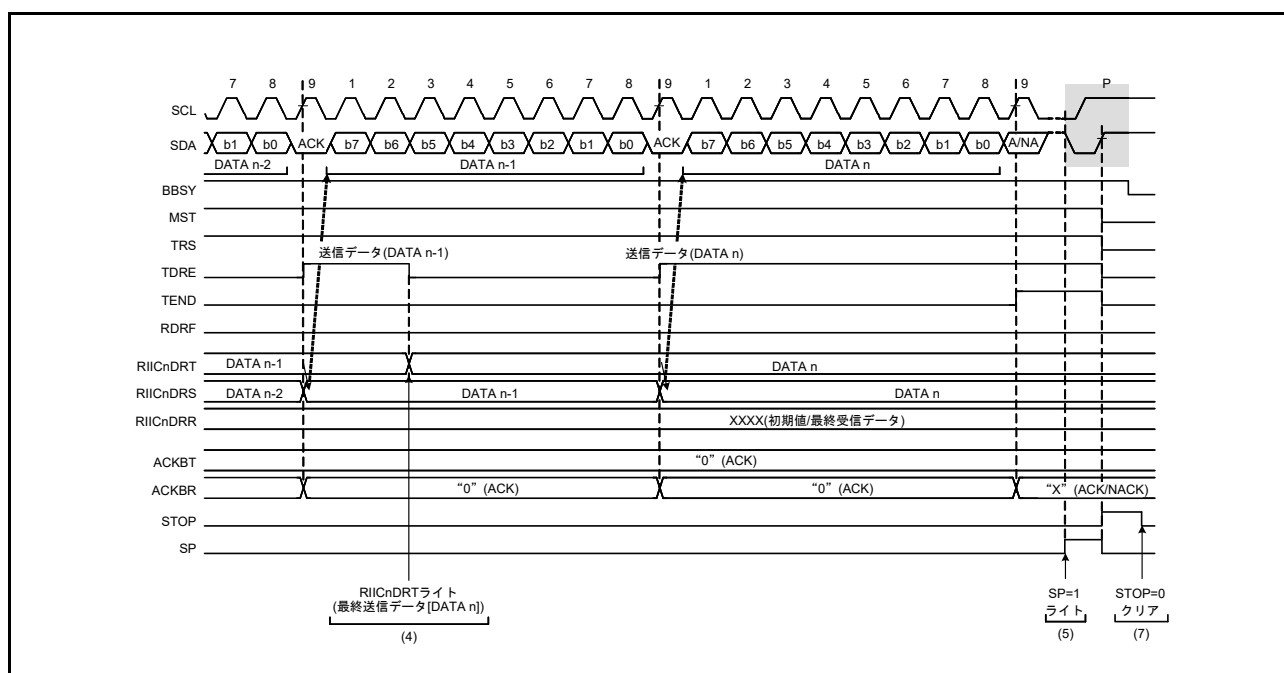 7 8 9 1 2 3 4 5 6 7 8 9 1 2 3 4 5 6 7 8 9 P
SCL
SDA b1 b0 ACK b7 b6 b5 b4 b3 b2 b1 b0 ACK b7 b6 b5 b4 b3 b2 b1 b0 A/NA
DATA n-2 DATA n-1 DATA n
BBSY
MST
TRS
送信データ(DATA n-1) 送信データ(DATA n)
TDRE
TEND
RDRF
RIICnDRT DATA n-1 DATA n
RIICnDRS DATA n-2 DATA n-1 DATA n
RIICnDRR XXXX(初期値/最終受信データ)
ACKBT “0” (ACK)
ACKBR “0” (ACK) “0” (ACK) “X” (ACK/NACK)
STOP
SP
RIICnDRTライト SP=1 STOP=0
(最終送信データ[DATA n]) ライト クリア
(4) (5) (7)